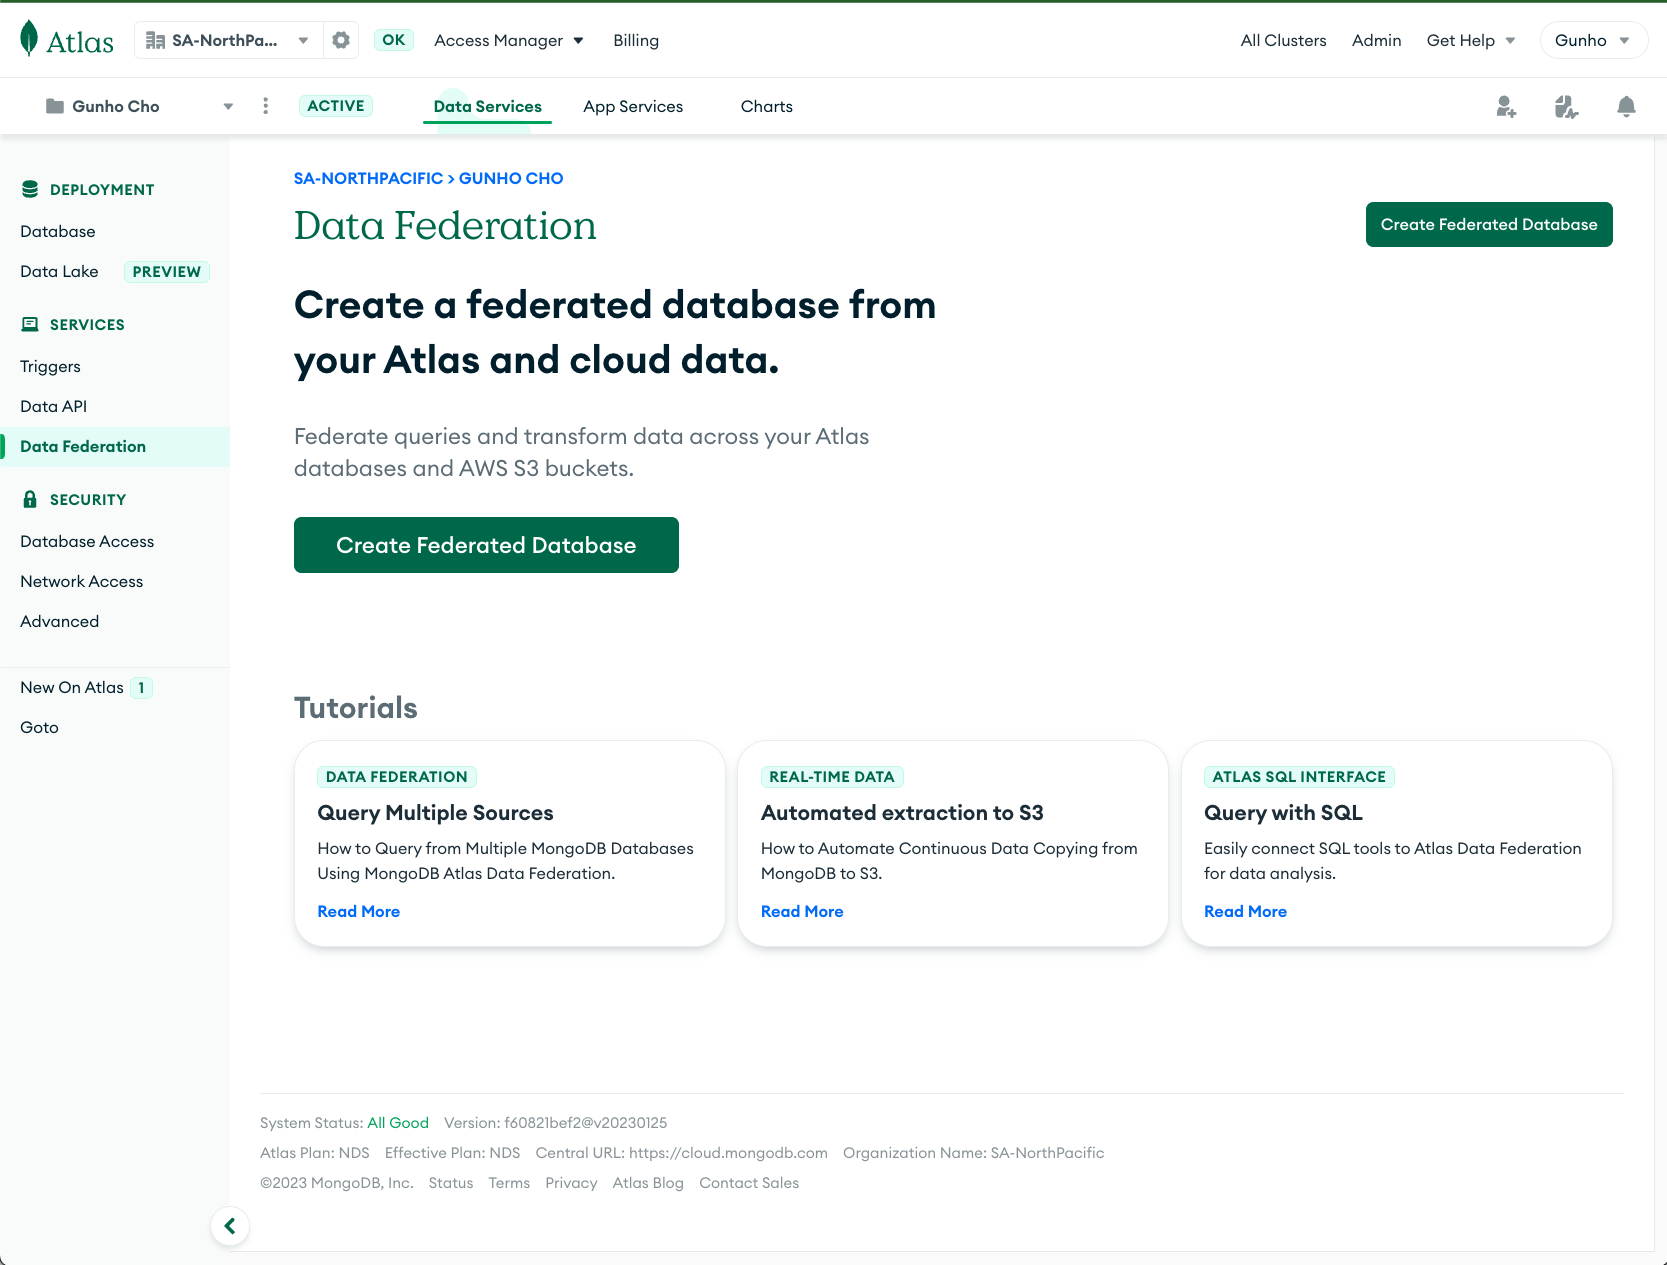 Atlas
SA-NorthPa...
OK
Access Manager
Billing
All Clusters
Admin
Get Help
Gunho
Gunho Cho
ACTIVE
Data Services
App Services
Charts
DEPLOYMENT
Database
Data Lake PREVIEW
SERVICES
Triggers
Data API
Data Federation
SECURITY
Database Access
Network Access
Advanced
New On Atlas 1
Goto
SA-NORTHPACIFIC > GUNHO CHO
Data Federation
Create Federated Database
Create a federated database from
your Atlas and cloud data.
Federate queries and transform data across your Atlas
databases and AWS S3 buckets.
Create Federated Database
Tutorials
DATA FEDERATION
Query Multiple Sources
How to Query from Multiple MongoDB Databases
Using MongoDB Atlas Data Federation.
Read More
REAL-TIME DATA
Automated extraction to S3
How to Automate Continuous Data Copying from
MongoDB to S3.
Read More
ATLAS SQL INTERFACE
Query with SQL
Easily connect SQL tools to Atlas Data Federation
for data analysis.
Read More
System Status: All Good Version: f60821bef2@v20230125
Atlas Plan: NDS Effective Plan: NDS Central URL: https://cloud.mongodb.com Organization Name: SA-NorthPacific
©2023 MongoDB, Inc. Status Terms Privacy Atlas Blog Contact Sales